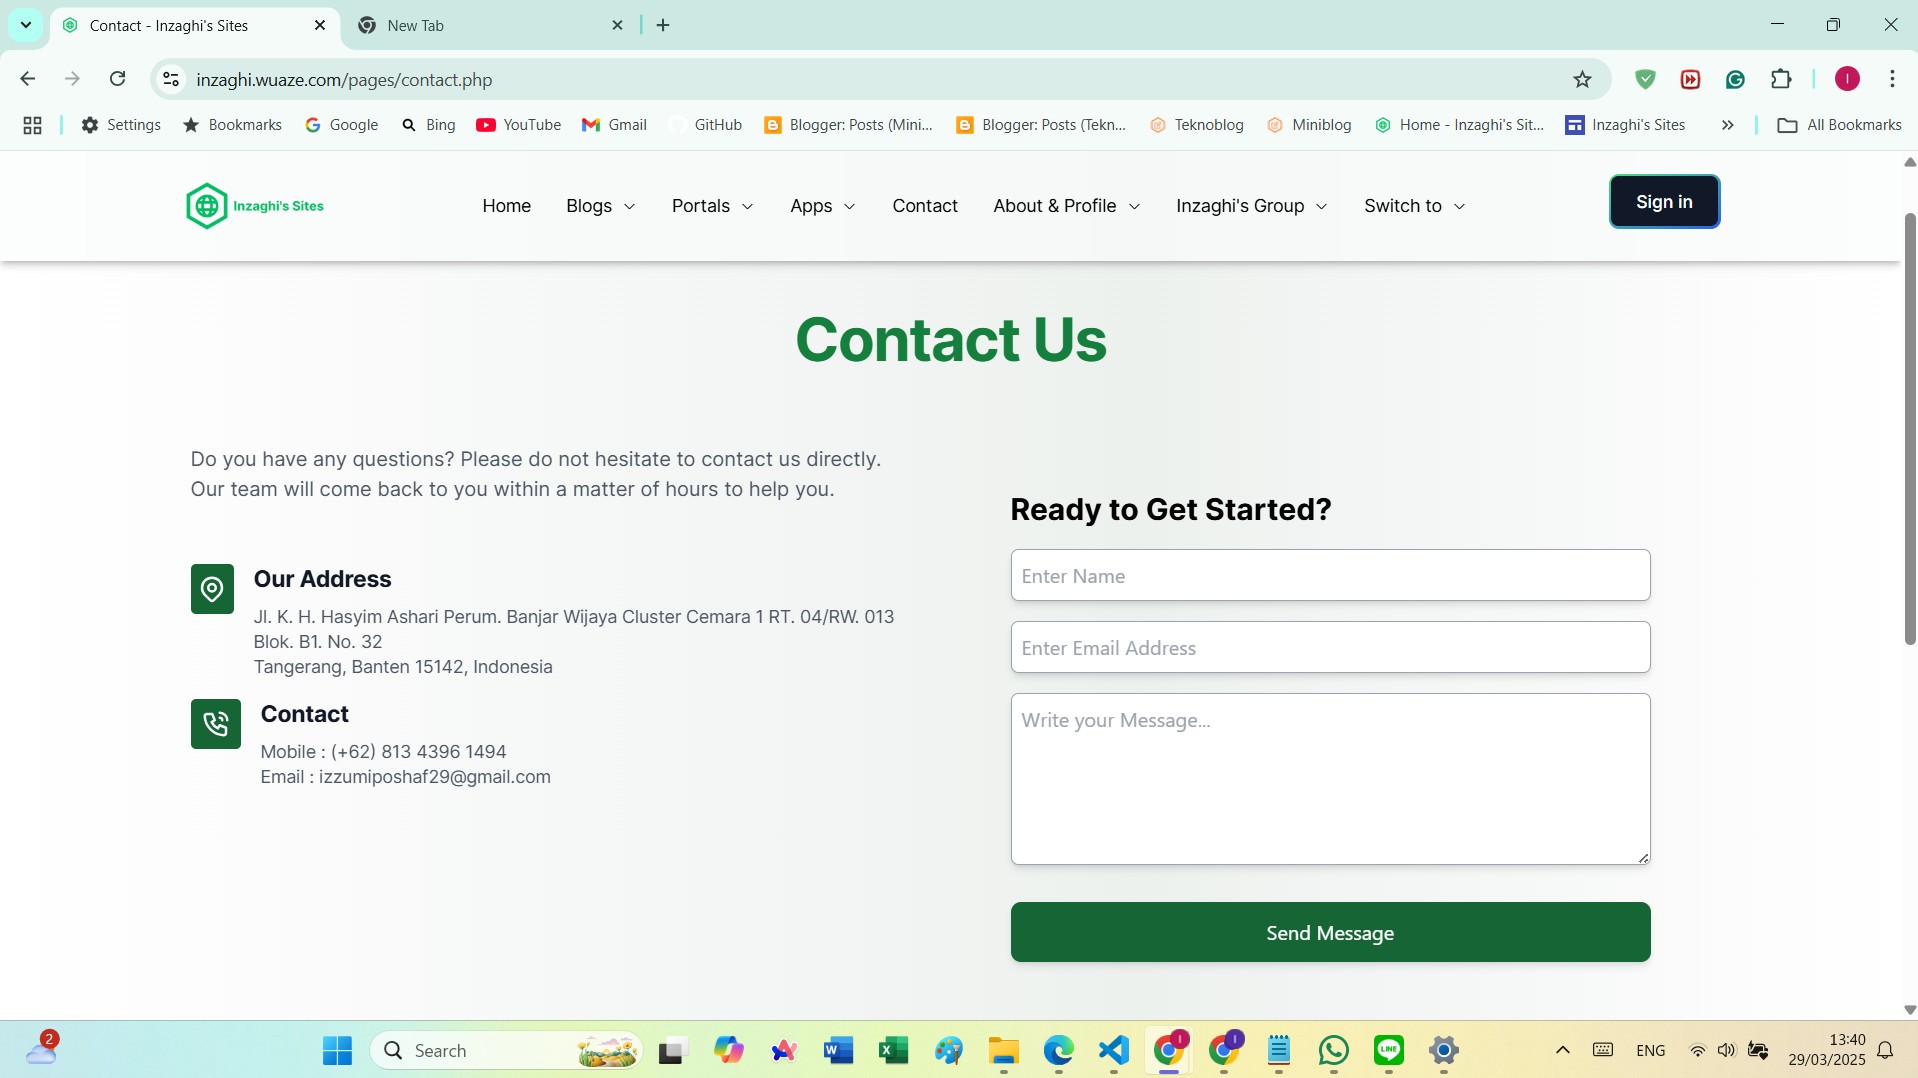 Contact - Inzaghi's Sites
New Tab
inzaghi.wuaze.com/pages/contact.php
Settings
Bookmarks
Google
Bing
YouTube
Gmail
GitHub
Blogger: Posts (Mini...
Blogger: Posts (Tekn...
Teknoblog
Miniblog
Home - Inzaghi's Sit...
Inzaghi's Sites
All Bookmarks
Inzaghi's Sites
Home
Blogs
Portals
Apps
Contact
About & Profile
Inzaghi's Group
Switch to
Sign in
Contact Us
Do you have any questions? Please do not hesitate to contact us directly.
Our team will come back to you within a matter of hours to help you.
Our Address
Jl. K. H. Hasyim Ashari Perum. Banjar Wijaya Cluster Cemara 1 RT. 04/RW. 013
Blok. B1. No. 32
Tangerang, Banten 15142, Indonesia
Contact
Mobile : (+62) 813 4396 1494
Email : izzumiposhaf29@gmail.com
Ready to Get Started?
Enter Name
Enter Email Address
Write your Message...
Send Message
2
Search
ENG
13:40
29/03/2025